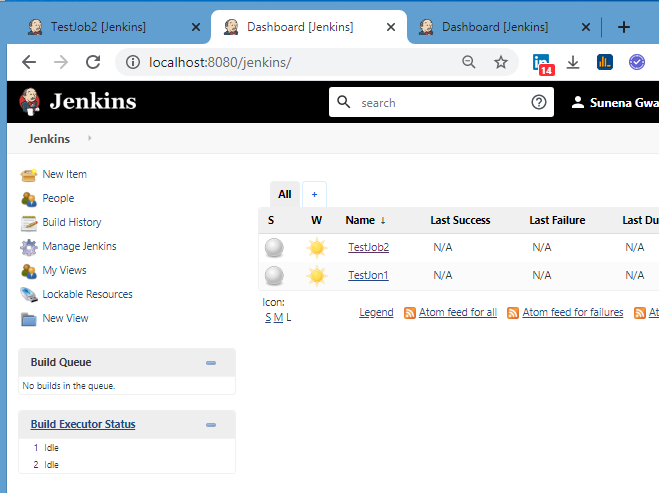 TestJob2 [Jenkins]
Dashboard [Jenkins]
Dashboard [Jenkins]
localhost:8080/jenkins/
14
Jenkins
search
Sunena Gwa
Jenkins
New Item
People
Build History
Manage Jenkins
My Views
Lockable Resources
New View
Build Queue
No builds in the queue.
Build Executor Status
1 Idle
2 Idle
All +
S W Name ↓ Last Success Last Failure Last Du
TestJob2 N/A N/A N/A
TestJon1 N/A N/A N/A
Icon:
S M L
Legend Atom feed for all Atom feed for failures At